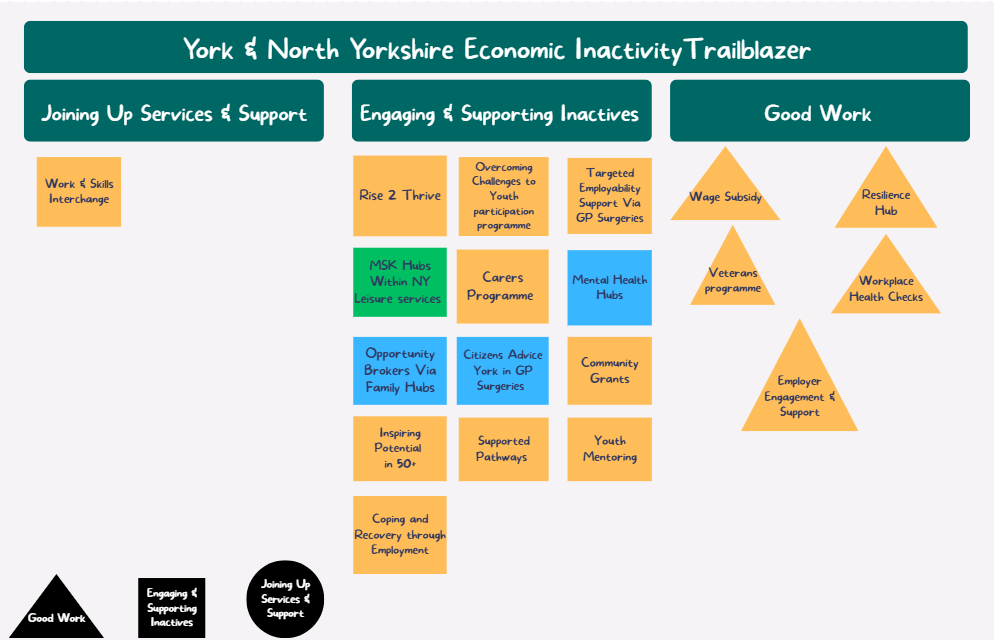 York & North Yorkshire Economic Inactivity Trailblazer
Joining Up Services & Support
Engaging & Supporting Inactives
Good Work
Work & Skills
Interchange
Rise 2 Thrive
Overcoming
Challenges to
Youth
participation
programme
Targeted
Employability
Support Via
GP Surgeries
MSK Hubs
Within NY
Leisure services
Carers
Programme
Mental Health
Hubs
Opportunity
Brokers Via
Family Hubs
Citizens Advice
York in GP
Surgeries
Community
Grants
Inspiring
Potential
in 50+
Supported
Pathways
Youth
Mentoring
Coping and
Recovery through
Employment
Wage Subsidy
Resilience
Hub
Veterans
programme
Workplace
Health Checks
Employer
Engagement &
Support
Good Work
Engaging &
Supporting
Inactives
Joining Up
Services &
Support